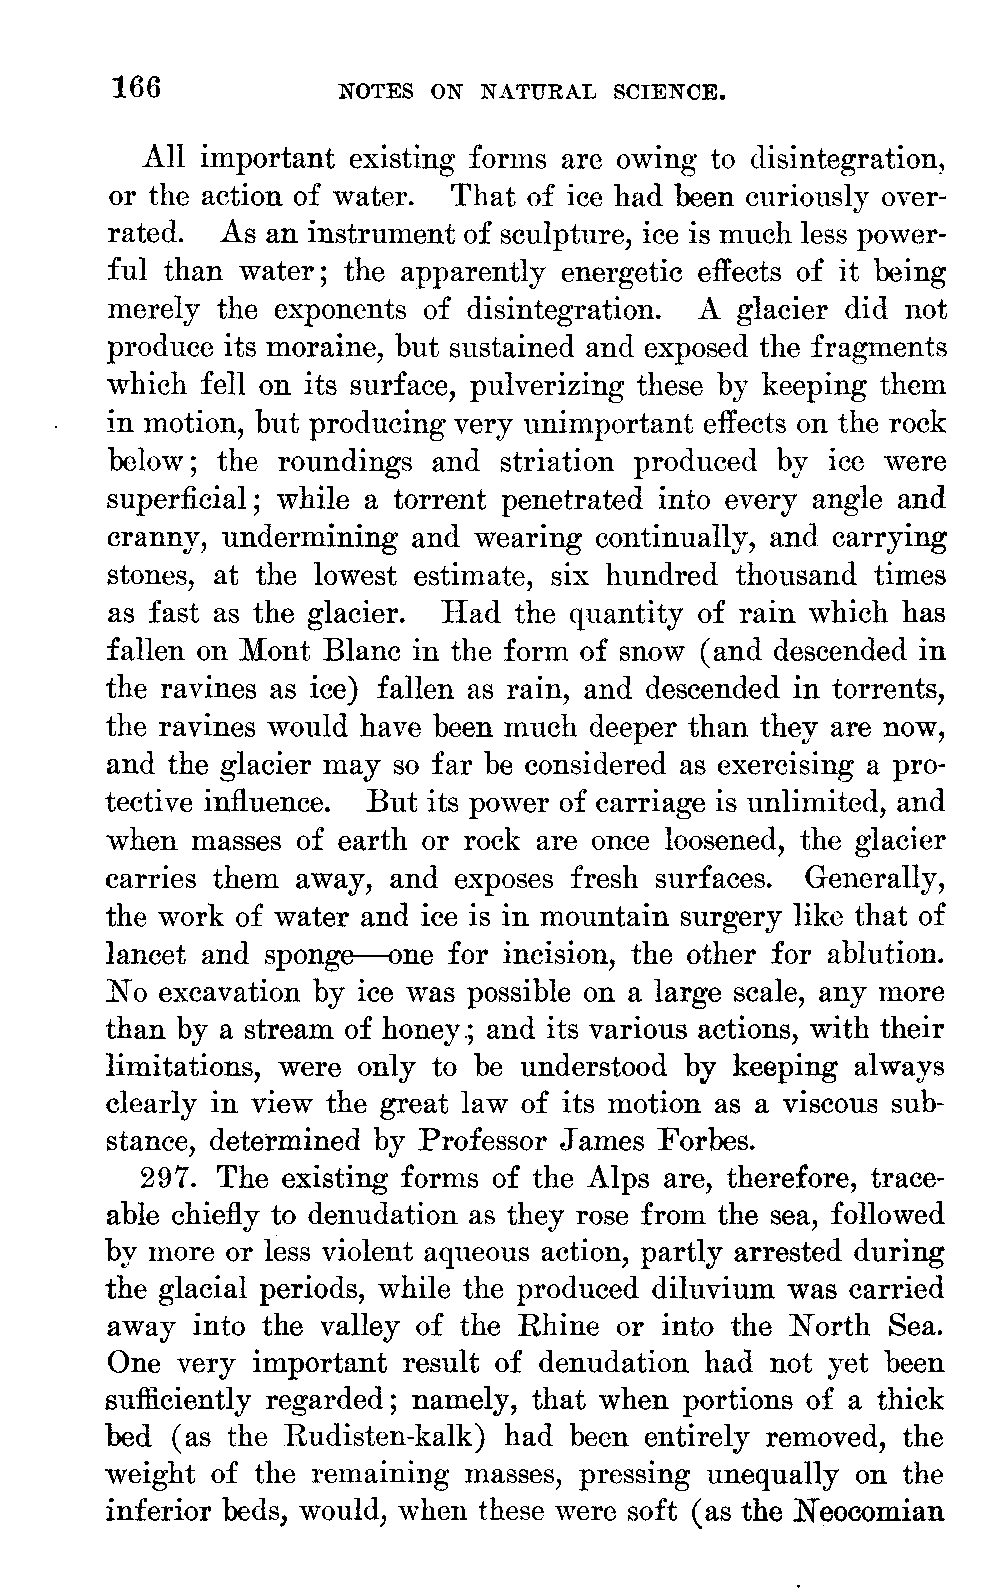 166 NOTES ON NATURAL SCIENCE.
All important existing forms are owing to disintegration,
or the action of water. That of ice had been curiously over-
rated. As an instrument of sculpture, ice is much less power-
ful than water; the apparently energetic effects of it being
merely the exponents of disintegration. A glacier did not
produce its moraine, but sustained and exposed the fragments
which fell on its surface, pulverizing these by keeping them
in motion, but producing very unimportant effects on the rock
below; the roundings and striation produced by ice were
superficial; while a torrent penetrated into every angle and
cranny, undermining and wearing continually, and carrying
stones, at the lowest estimate, six hundred thousand times
as fast as the glacier. Had the quantity of rain which has
fallen on Mont Blanc in the form of snow (and descended in
the ravines as ice) fallen as rain, and descended in torrents,
the ravines would have been much deeper than they are now,
and the glacier may so far be considered as exercising a pro-
tective influence. But its power of carriage is unlimited, and
when masses of earth or rock are once loosened, the glacier
carries them away, and exposes fresh surfaces. Generally,
the work of water and ice is in mountain surgery like that of
lancet and sponge—one for incision, the other for ablution.
No excavation by ice was possible on a large scale, any more
than by a stream of honey; and its various actions, with their
limitations, were only to be understood by keeping always
clearly in view the great law of its motion as a viscous sub-
stance, determined by Professor James Forbes.
297. The existing forms of the Alps are, therefore, trace-
able chiefly to denudation as they rose from the sea, followed
by more or less violent aqueous action, partly arrested during
the glacial periods, while the produced diluvium was carried
away into the valley of the Rhine or into the North Sea.
One very important result of denudation had not yet been
sufficiently regarded; namely, that when portions of a thick
bed (as the Rudisten-kalk) had been entirely removed, the
weight of the remaining masses, pressing unequally on the
inferior beds, would, when these were soft (as the Neocomian